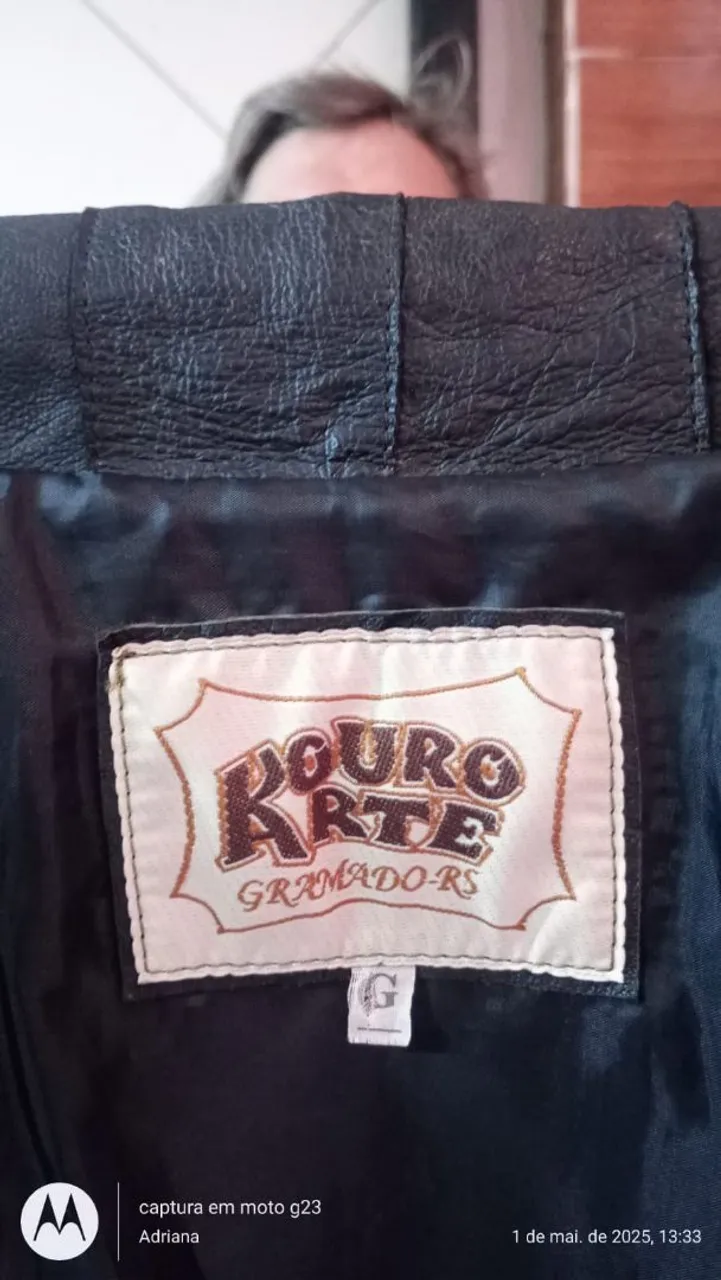 KOURO
ARTE
GRAMADO-RS
G
captura em moto g23
Adriana
1 de mai. de 2025, 13:33